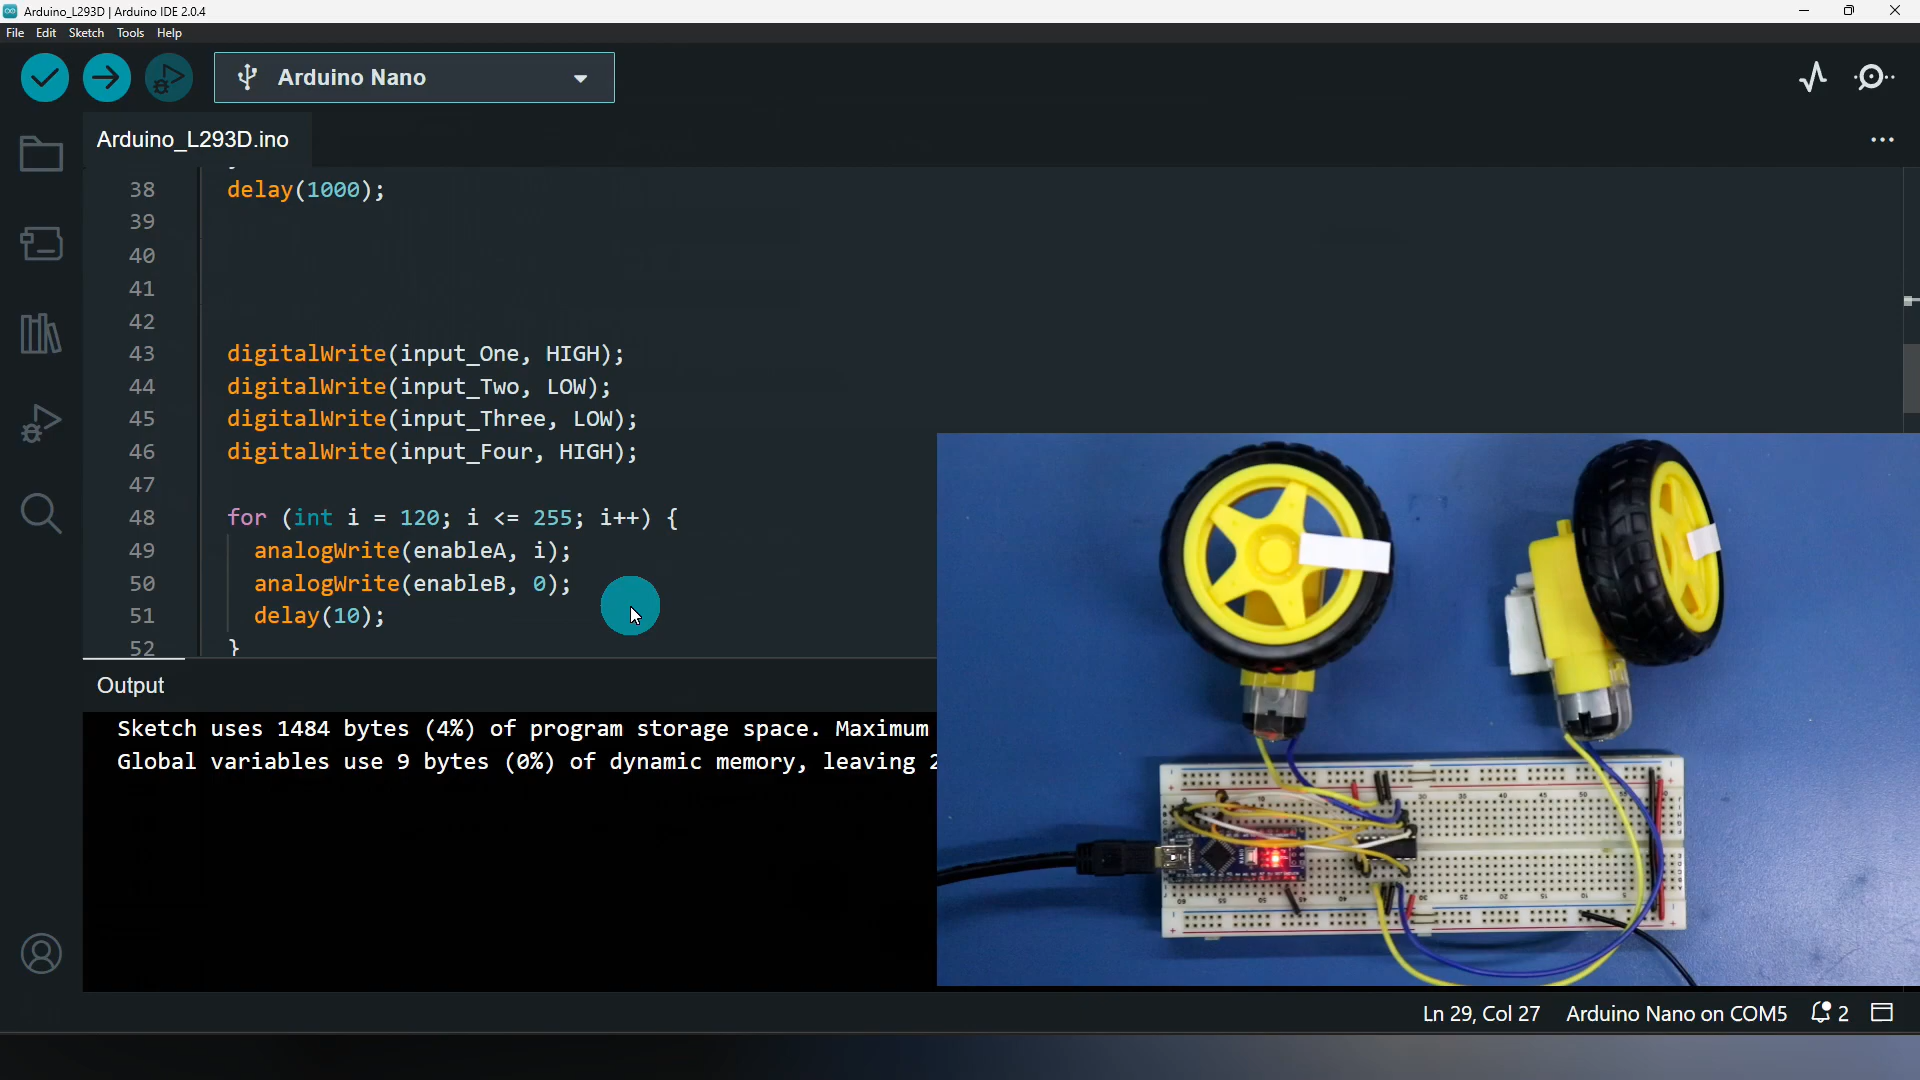 Arduino_L293D | Arduino IDE 2.0.4
File Edit Sketch Tools Help
Arduino Nano
Arduino_L293D.ino
38 delay(1000);
39
40
41
42
43 digitalWrite(input_One, HIGH);
44 digitalWrite(input_Two, LOW);
45 digitalWrite(input_Three, LOW);
46 digitalWrite(input_Four, HIGH);
47
48 for (int i = 120; i <= 255; i++) {
49 analogWrite(enableA, i);
50 analogWrite(enableB, 0);
51 delay(10);
52 }
Output
Sketch uses 1484 bytes (4%) of program storage space. Maximum
Global variables use 9 bytes (0%) of dynamic memory, leaving
Ln 29, Col 27 Arduino Nano on COM5 2